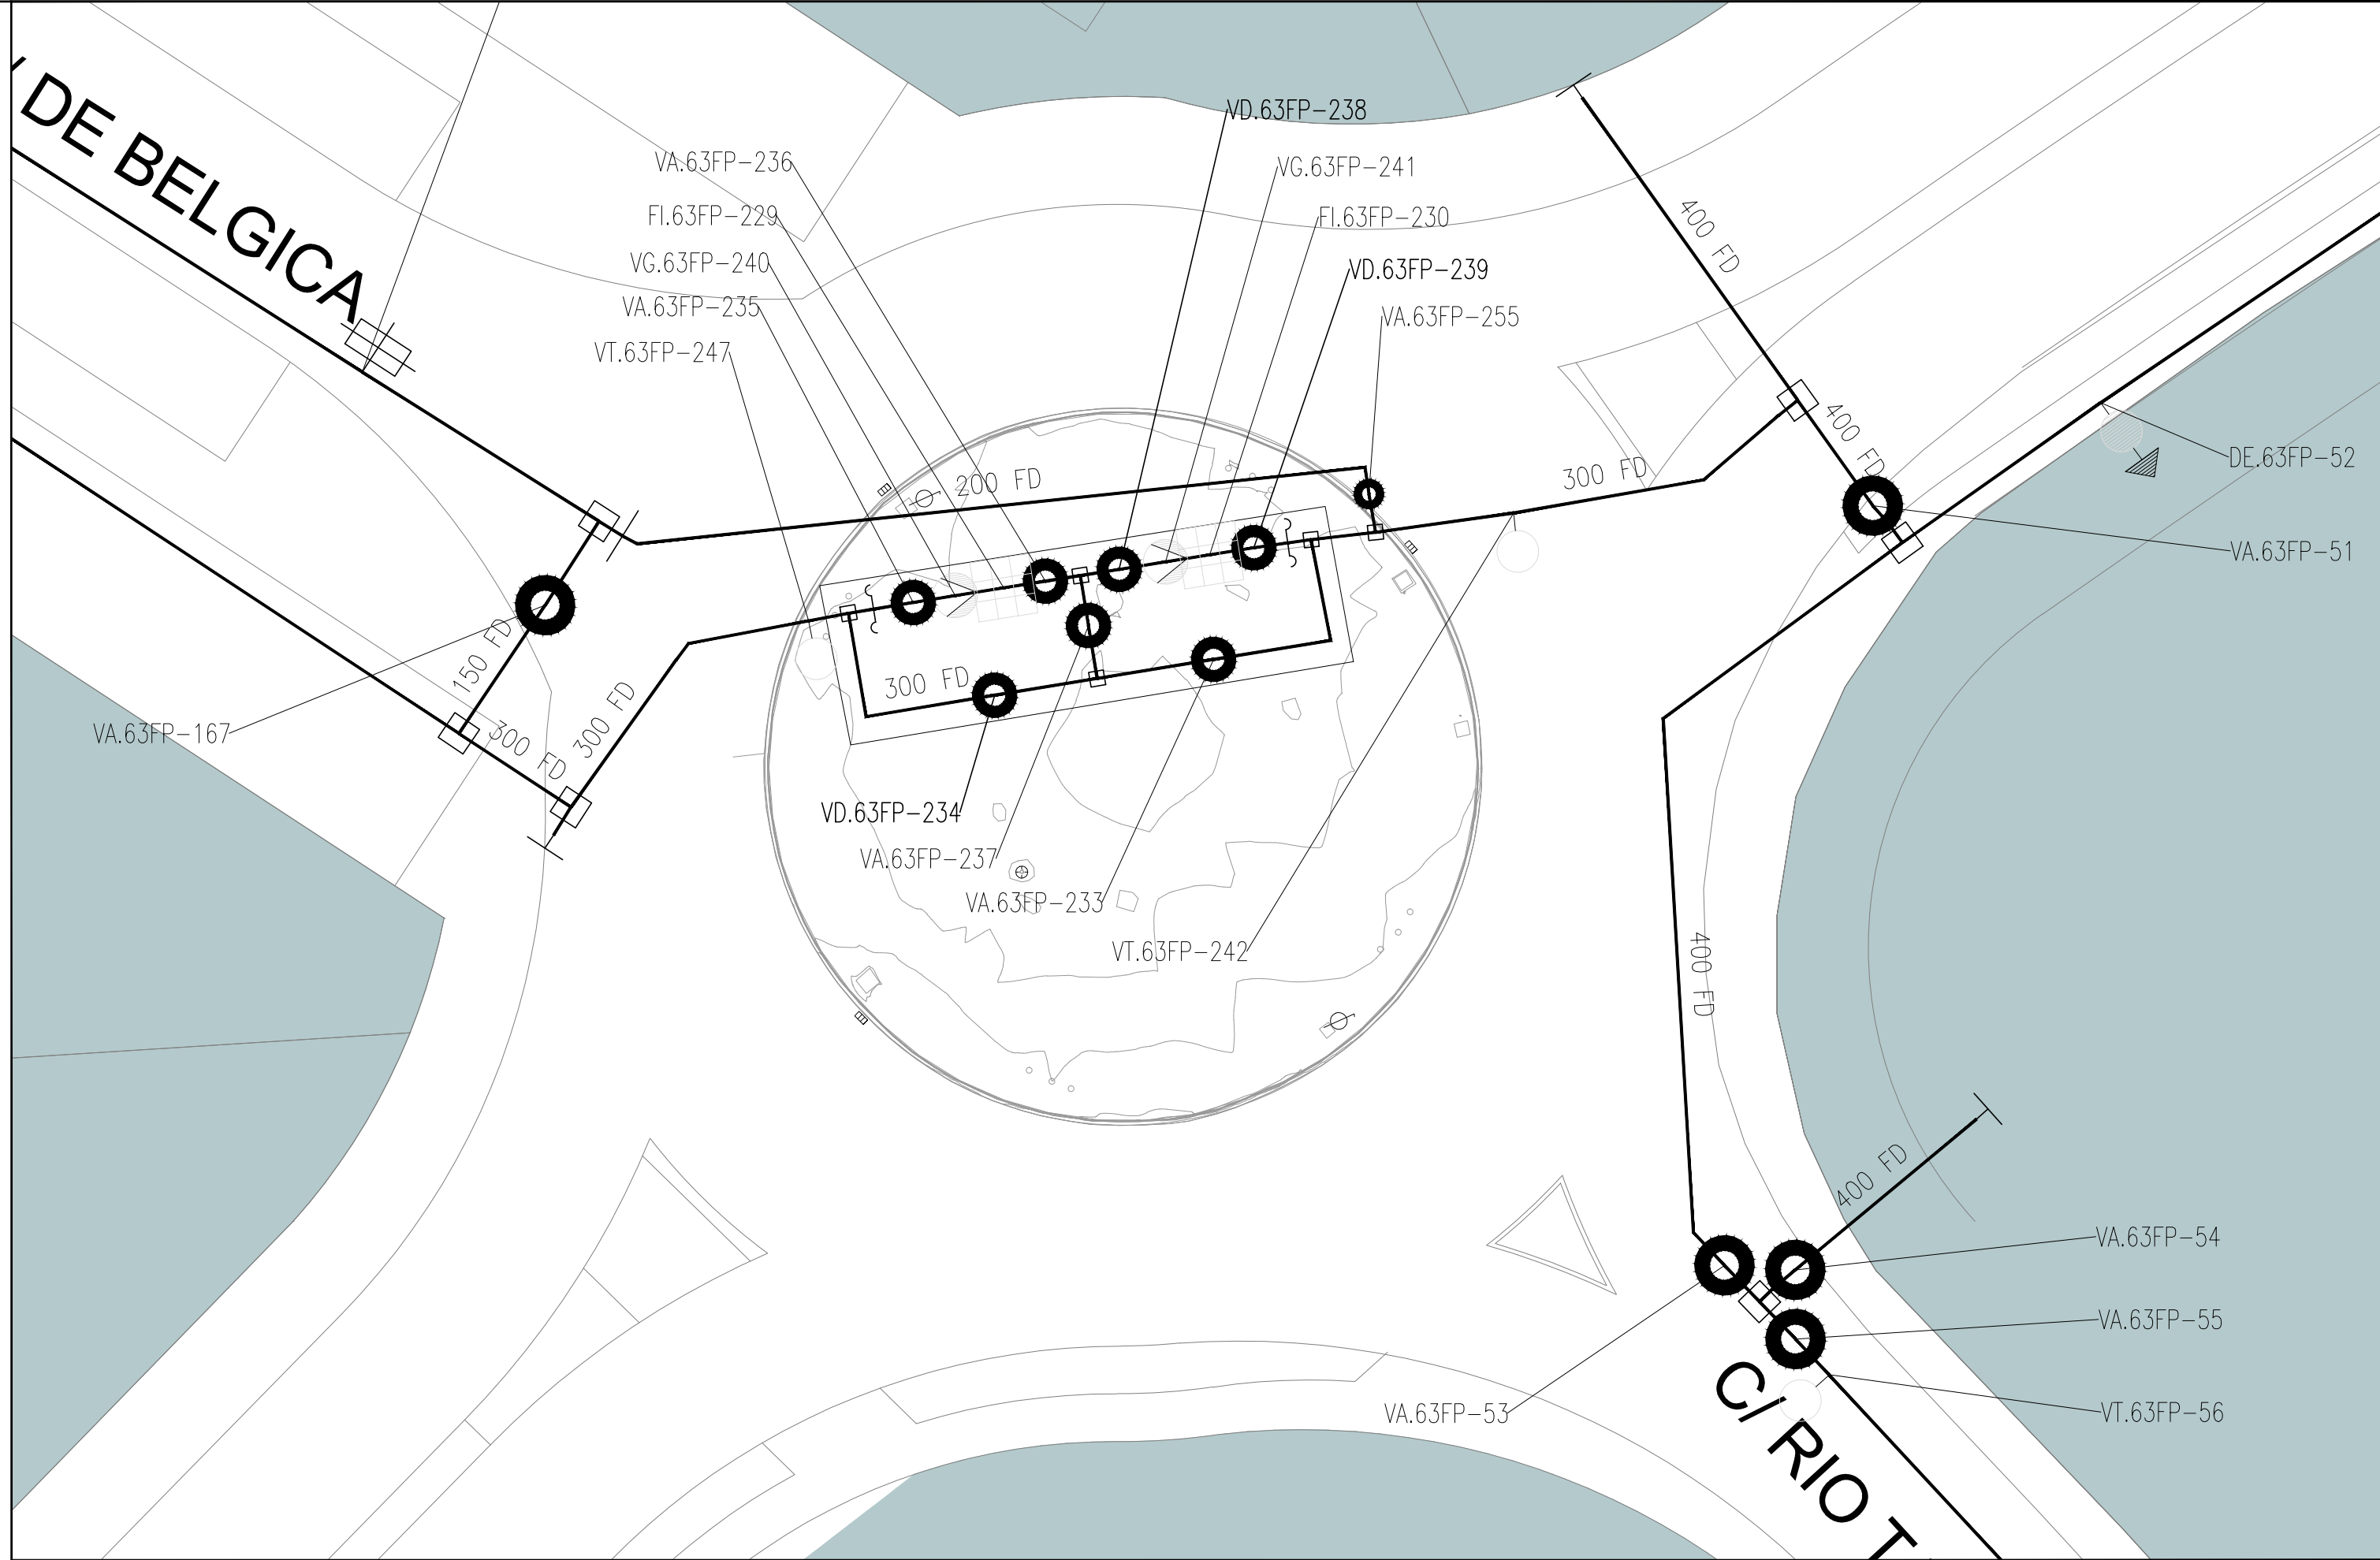 DE BELGICA
VD.63FP-238
VA.63FP-236
VG.63FP-241
FI.63FP-229
FI.63FP-230
VG.63FP-240
VD.63FP-239
VA.63FP-235
VA.63FP-255
VT.63FP-247
400 FD
400 FD
DE.63FP-52
300 FD
200 FD
VA.63FP-51
150 FD
300 FD
300 FD
300 FD
VA.63FP-167
VD.63FP-234
VA.63FP-237
VA.63FP-233
VT.63FP-242
400 FD
400 FD
VA.63FP-54
VA.63FP-55
VA.63FP-53
VT.63FP-56
C/ RIO T